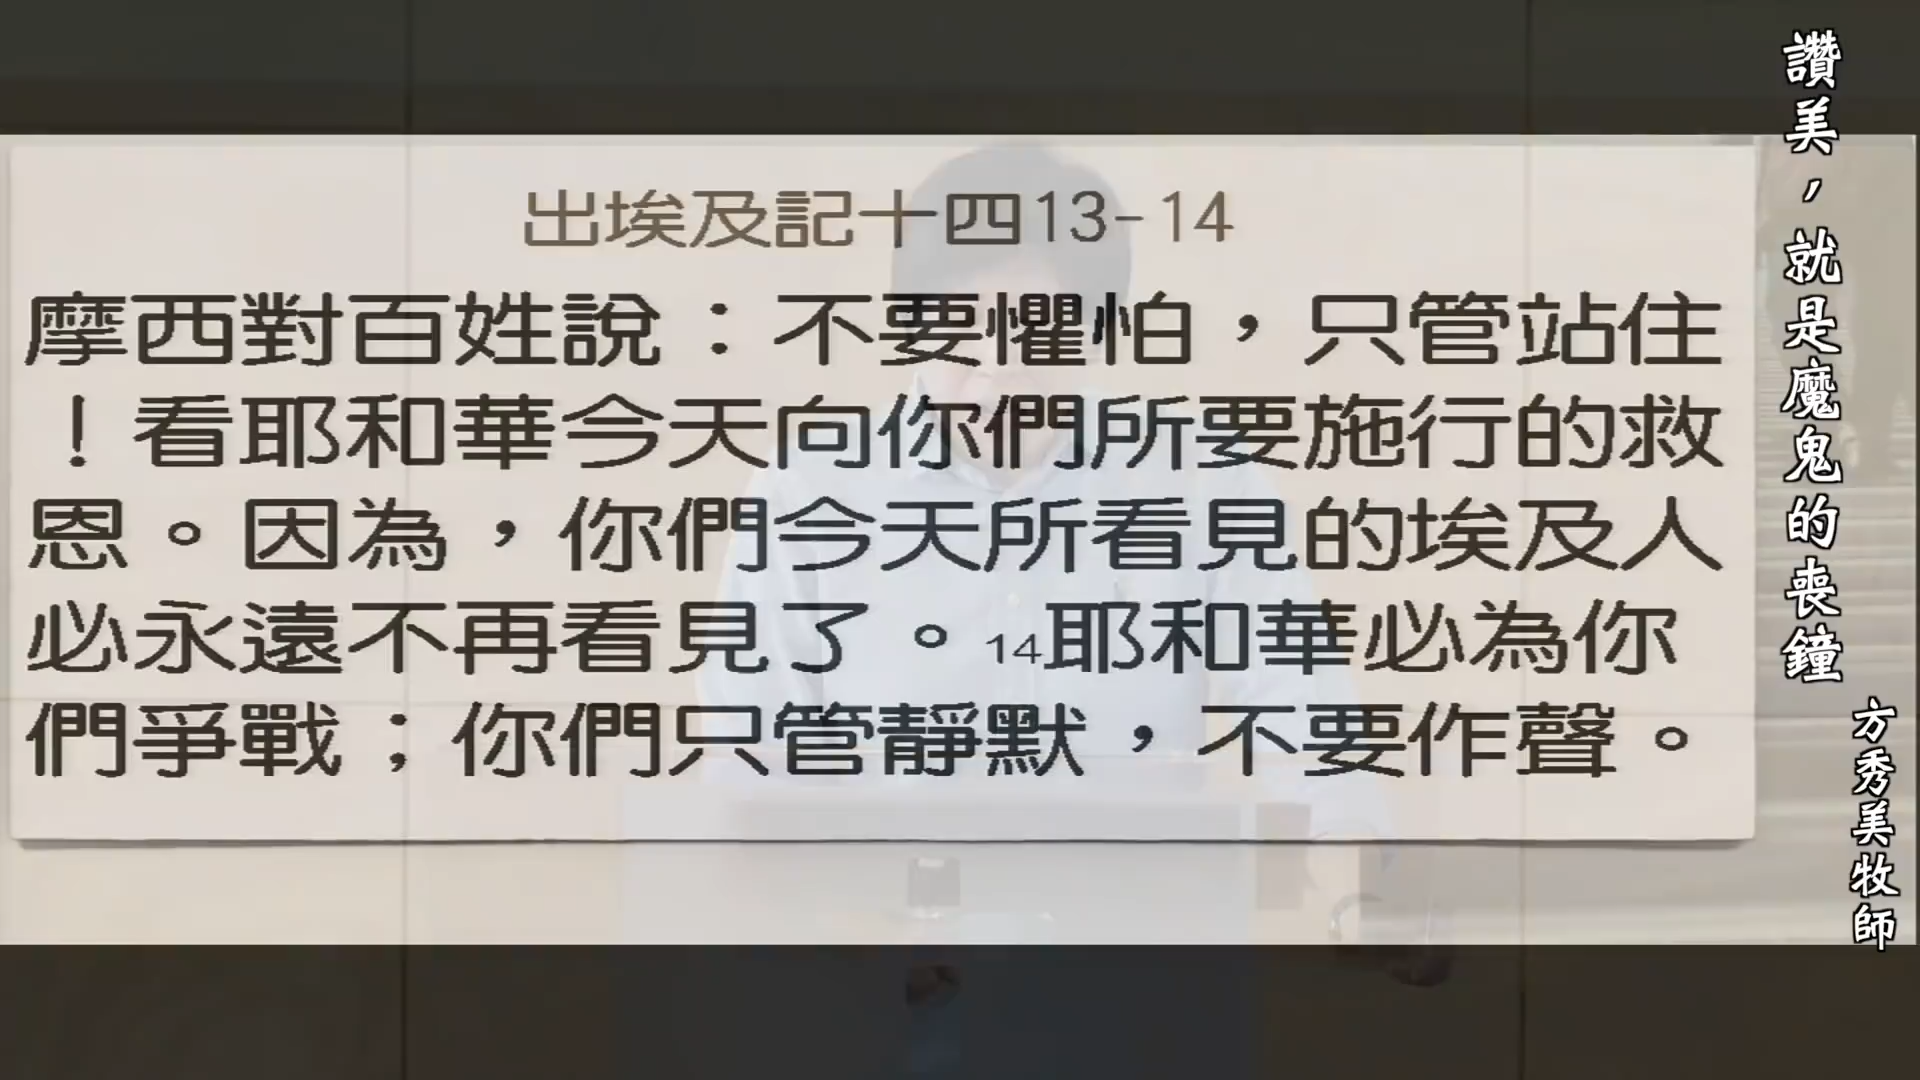 出埃及記十四13-14
摩西對百姓說：不要懼怕，只管站住
！看耶和華今天向你們所要施行的救
恩。因為，你們今天所看見的埃及人
必永遠不再看見了。14耶和華必為你
們爭戰；你們只管靜默，不要作聲。
讚美，就是魔鬼的喪鐘
方秀美牧師